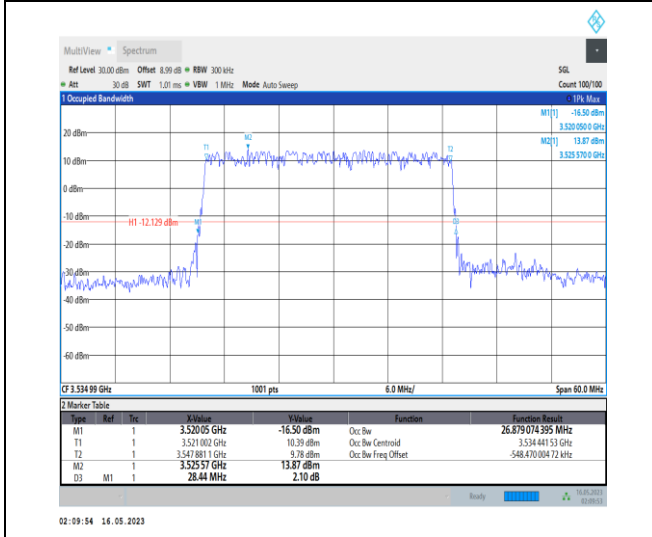 MultiView Spectrum
Ref Level 30.00 dBm Offset 8.99 dB RBW 300 kHz SGL
Att 30 dB SWT 1.01 ms VBW 1 MHz Mode Auto Sweep Count 100/100
1 Occupied Bandwidth 1Pk Max
M1[1] -16.50 dBm
3.520 050 0 GHz
M2[1] 13.87 dBm
3.525 570 0 GHz
20 dBm
M2
T1
T2
10 dBm
0 dBm
-10 dBm
H1 -12.129 dBm
M1
D3
-20 dBm
-30 dBm
-40 dBm
-50 dBm
-60 dBm
CF 3.534 99 GHz 1001 pts 6.0 MHz/ Span 60.0 MHz
2 Marker Table
Type Ref Trc X-Value Y-Value Function Function Result
M1 1 3.52005 GHz -16.50 dBm Occ Bw 26.879 074 395 MHz
T1 1 3.521 002 GHz 10.39 dBm Occ Bw Centroid 3.534 441 53 GHz
T2 1 3.547 881 1 GHz 9.78 dBm Occ Bw Freq Offset -548.470 004 72 kHz
M2 1 3.52557 GHz 13.87 dBm
D3 M1 1 28.44 MHz 2.10 dB
Ready 16.05.2023
02:09:53
02:09:54 16.05.2023